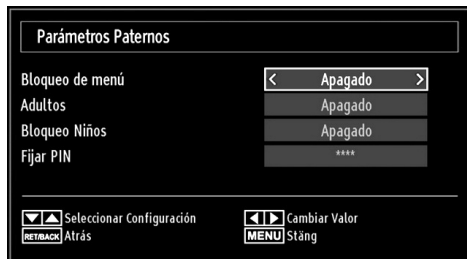 Parámetros Paternos
Bloqueo de menú < Apagado >
Adultos Apagado
Bloqueo Niños Apagado
Fijar PIN ****
Seleccionar Configuración Cambiar Valor
RET/BACK Atrás MENU Stäng